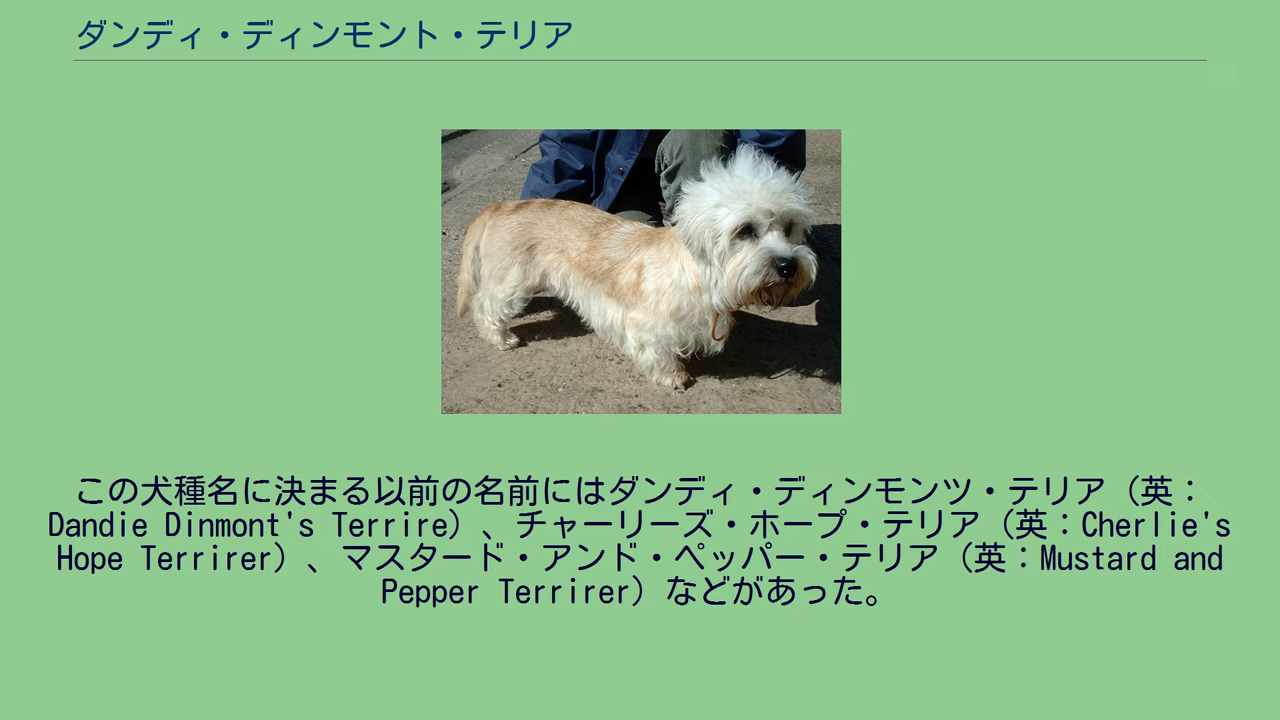 ダンディ・ディンモント・テリア
この犬種名に決まる以前の名前にはダンディ・ディンモンツ・テリア（英：
Dandie Dinmont's Terrire）、チャーリーズ・ホープ・テリア（英：Cherlie's
Hope Terrirer）、マスタード・アンド・ペッパー・テリア（英：Mustard and
Pepper Terrirer）などがあった。